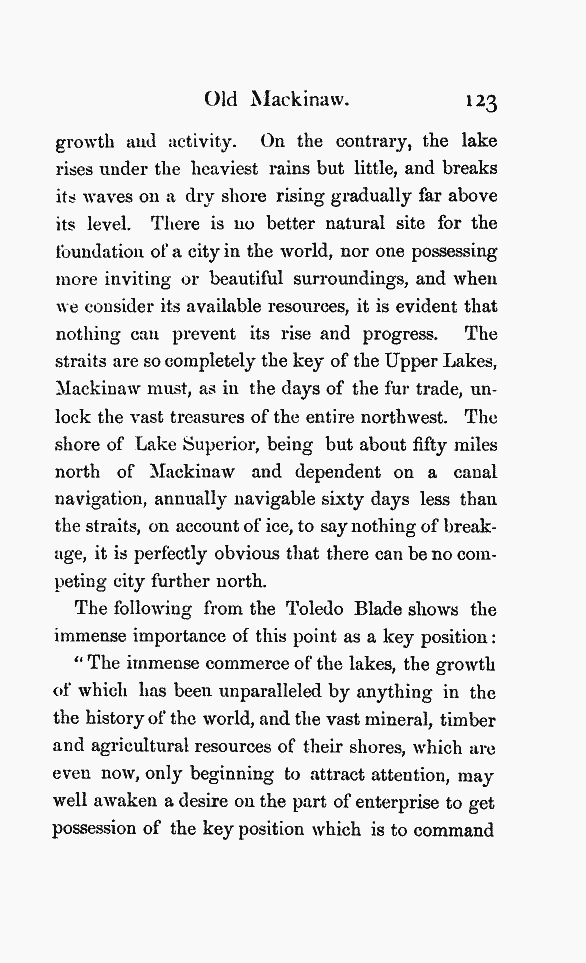 Old Mackinaw. 123
growth and activity. On the contrary, the lake
rises under the heaviest rains but little, and breaks
its waves on a dry shore rising gradually far above
its level. There is no better natural site for the
foundation of a city in the world, nor one possessing
more inviting or beautiful surroundings, and when
we consider its available resources, it is evident that
nothing can prevent its rise and progress. The
straits are so completely the key of the Upper Lakes,
Mackinaw must, as in the days of the fur trade, un-
lock the vast treasures of the entire northwest. The
shore of Lake Superior, being but about fifty miles
north of Mackinaw and dependent on a canal
navigation, annually navigable sixty days less than
the straits, on account of ice, to say nothing of break-
age, it is perfectly obvious that there can be no com-
peting city further north.
The following from the Toledo Blade shows the
immense importance of this point as a key position:
“The immense commerce of the lakes, the growth
of which has been unparalleled by anything in the
the history of the world, and the vast mineral, timber
and agricultural resources of their shores, which are
even now, only beginning to attract attention, may
well awaken a desire on the part of enterprise to get
possession of the key position which is to command